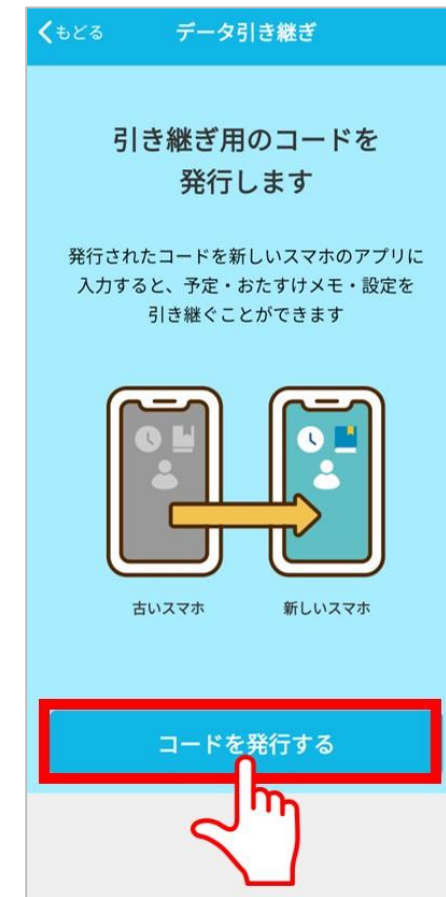 もどる データ引き継ぎ
引き継ぎ用のコードを
発行します
発行されたコードを新しいスマホのアプリに
入力すると、予定・おたすけメモ・設定を
引き継ぐことができます
古いスマホ 新しいスマホ
コードを発行する